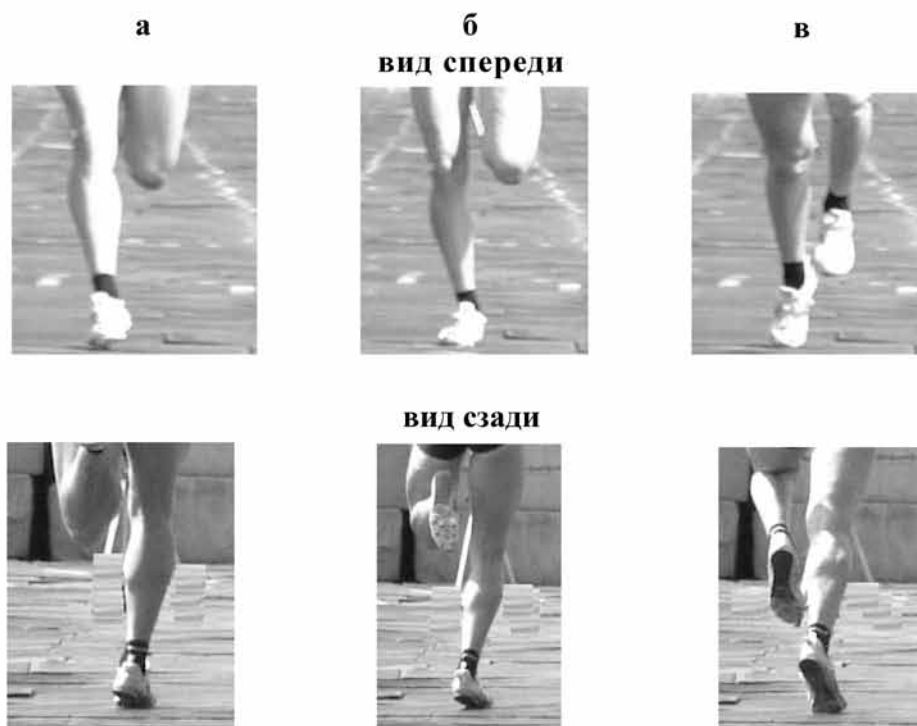 а б в
вид спереди
вид сзади